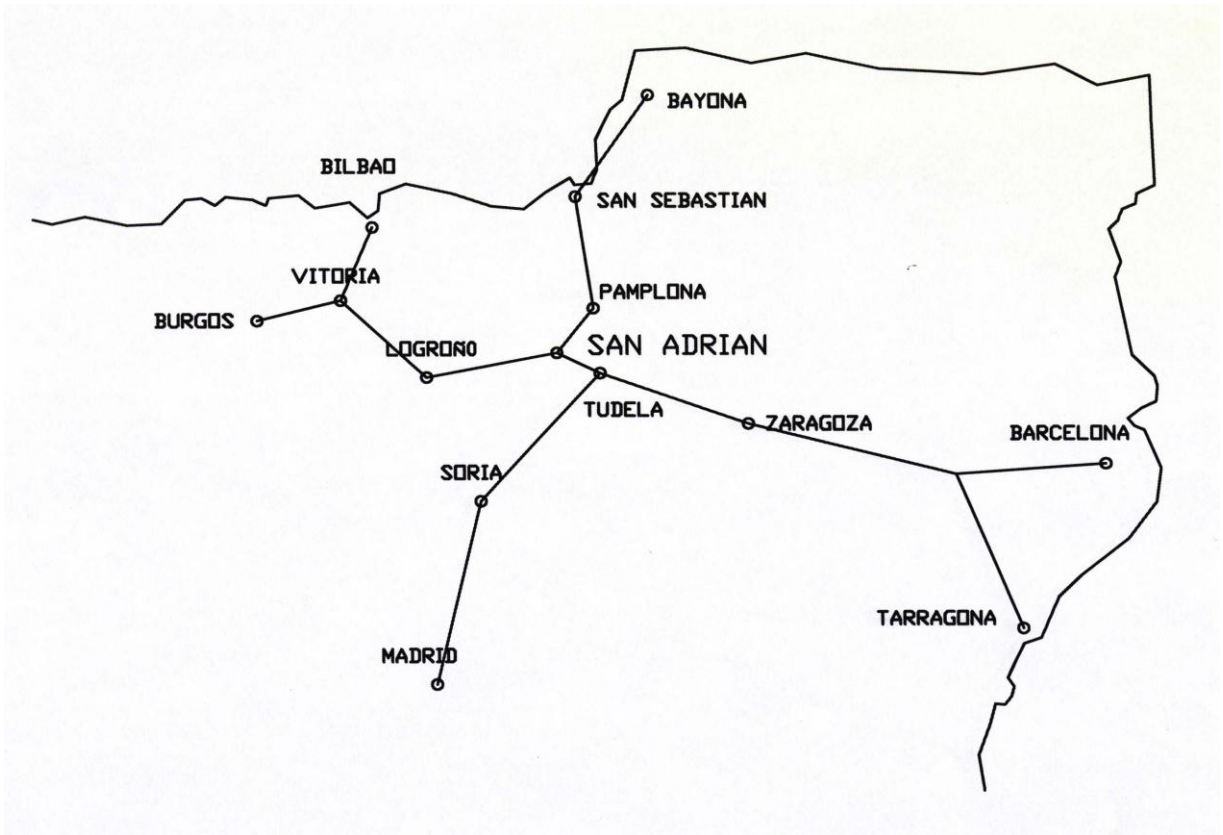 BAYONA
BILBAO
SAN SEBASTIAN
VITORIA
PAMPLONA
BURGOS
LOGROÑO
SAN ADRIAN
TUDELA
ZARAGOZA
BARCELONA
SORIA
TARRAGONA
MADRID